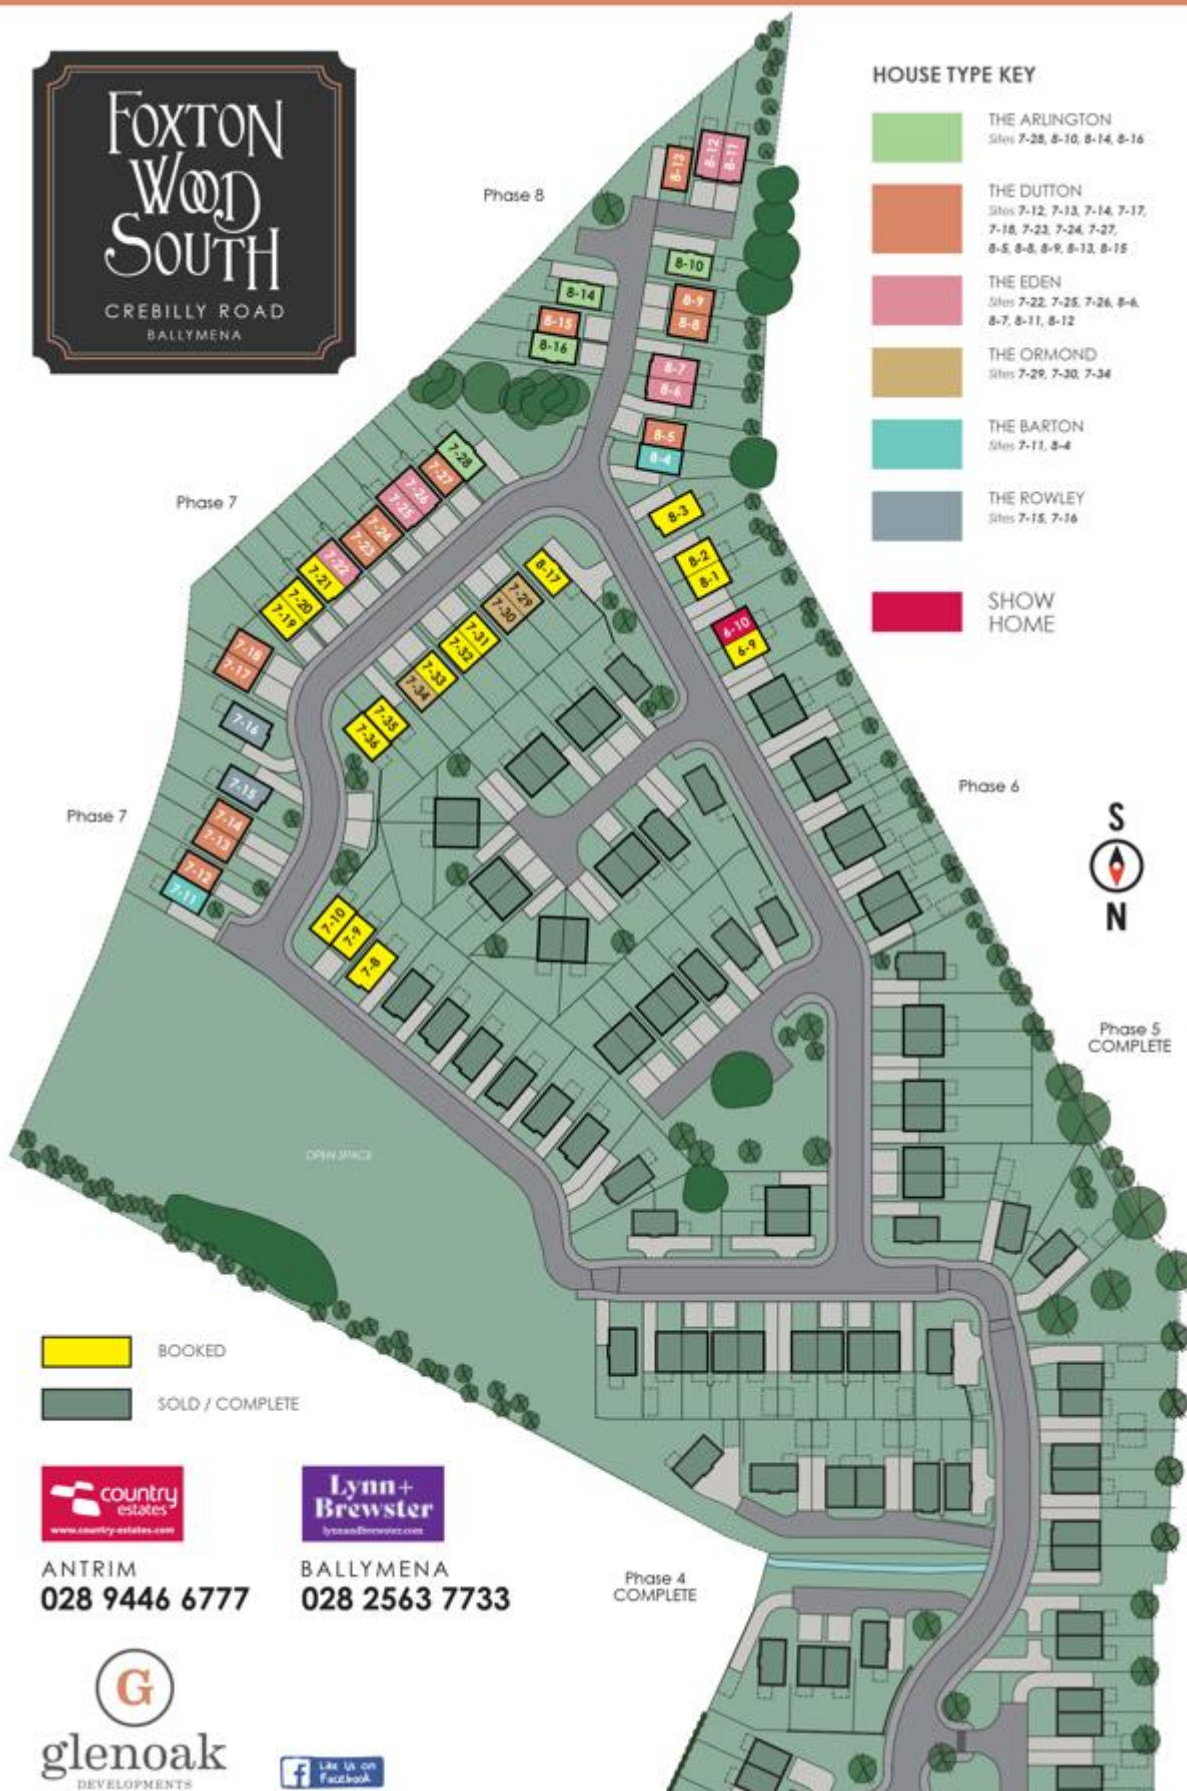 FOXTON
WOOD
SOUTH
CREBILLY ROAD
BALLYMENA
HOUSE TYPE KEY
THE ARLINGTON
Sites 7-28, 8-10, 8-14, 8-16
THE DUTTON
Sites 7-12, 7-13, 7-14, 7-17,
7-18, 7-23, 7-24, 7-27,
8-5, 8-8, 8-9, 8-13, 8-15
THE EDEN
Sites 7-22, 7-25, 7-26, 8-6,
8-7, 8-11, 8-12
THE ORMOND
Sites 7-29, 7-30, 7-34
THE BARTON
Sites 7-11, 8-4
THE ROWLEY
Sites 7-15, 7-16
SHOW
HOME
Phase 8
8-13
8-12
8-11
8-10
8-14
8-9
8-15
8-8
8-16
8-7
8-6
8-5
8-4
Phase 7
7-28
7-27
7-26
7-25
7-24
7-23
7-22
7-21
7-20
7-19
7-18
7-17
7-16
8-3
8-2
8-1
6-10
6-9
8-17
7-29
7-30
7-31
7-32
7-33
7-34
7-35
7-36
Phase 7
7-15
7-14
7-13
7-12
7-11
Phase 6
S
N
7-10
7-9
7-8
Phase 5
COMPLETE
OPEN SPACE
BOOKED
SOLD / COMPLETE
country
estates
www.country-estates.com
ANTRIM
028 9446 6777
Lynn+
Brewster
lynnandbrewster.com
BALLYMENA
028 2563 7733
Phase 4
COMPLETE
G
glenoak
DEVELOPMENTS
f
Like Us on
Facebook